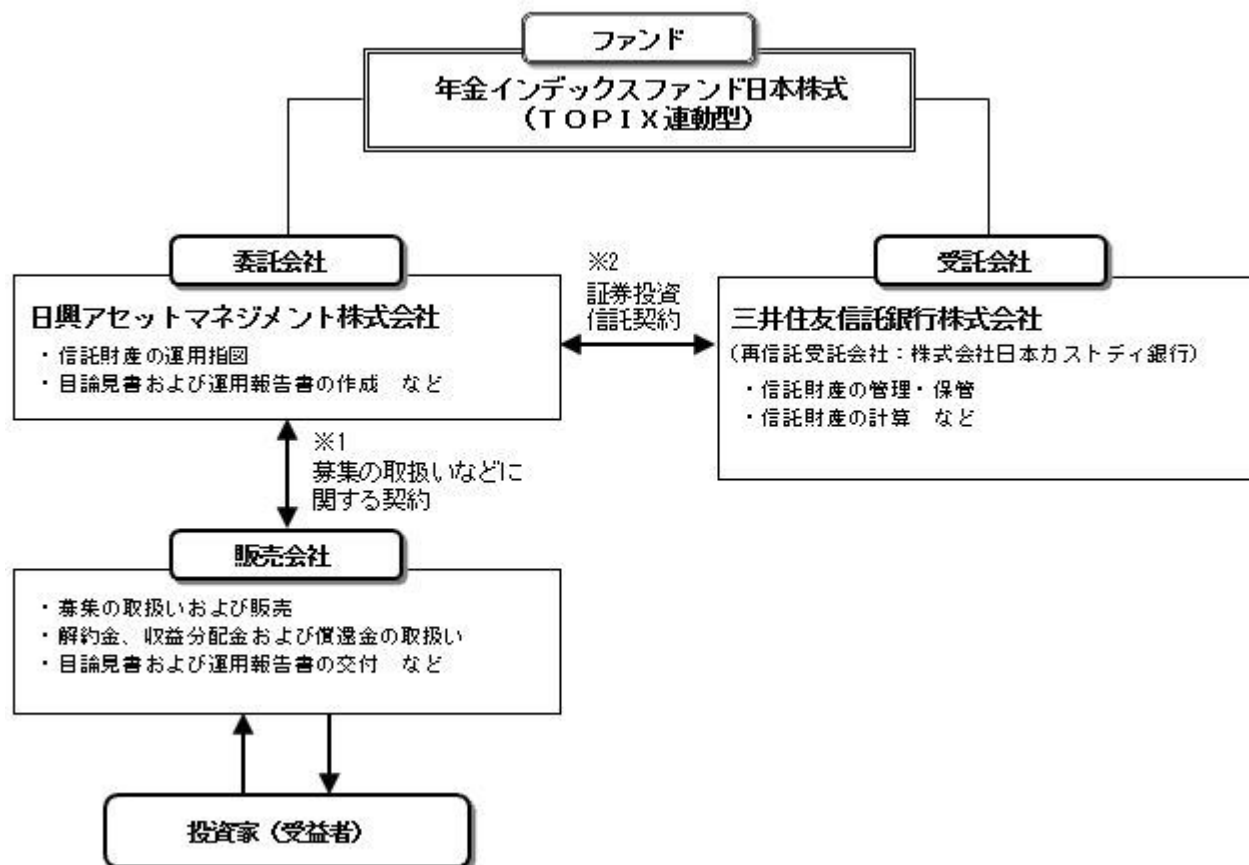 ファンド
年金インデックスファンド日本株式
(TOPIX連動型)
委託会社
日興アセットマネジメント株式会社
・信託財産の運用指図
・目論見書および運用報告書の作成 など
※2
証券投資
信託契約
受託会社
三井住友信託銀行株式会社
(再信託受託会社:株式会社日本カストディ銀行)
・信託財産の管理・保管
・信託財産の計算 など
※1
募集の取扱いなどに
関する契約
販売会社
・募集の取扱いおよび販売
・解約金、収益分配金および償還金の取扱い
・目論見書および運用報告書の交付 など
投資家(受益者)